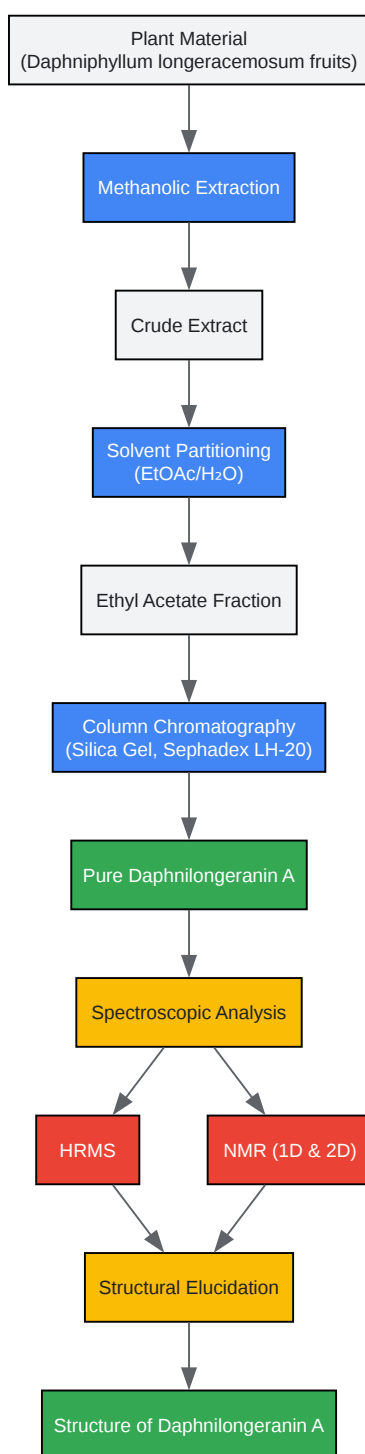 Plant Material
(Daphniphyllum longeracemosum fruits)
Methanolic Extraction
Crude Extract
Solvent Partitioning
(EtOAc/H₂O)
Ethyl Acetate Fraction
Column Chromatography
(Silica Gel, Sephadex LH-20)
Pure Daphnilongeranin A
Spectroscopic Analysis
HRMS
NMR (1D & 2D)
Structural Elucidation
Structure of Daphnilongeranin A